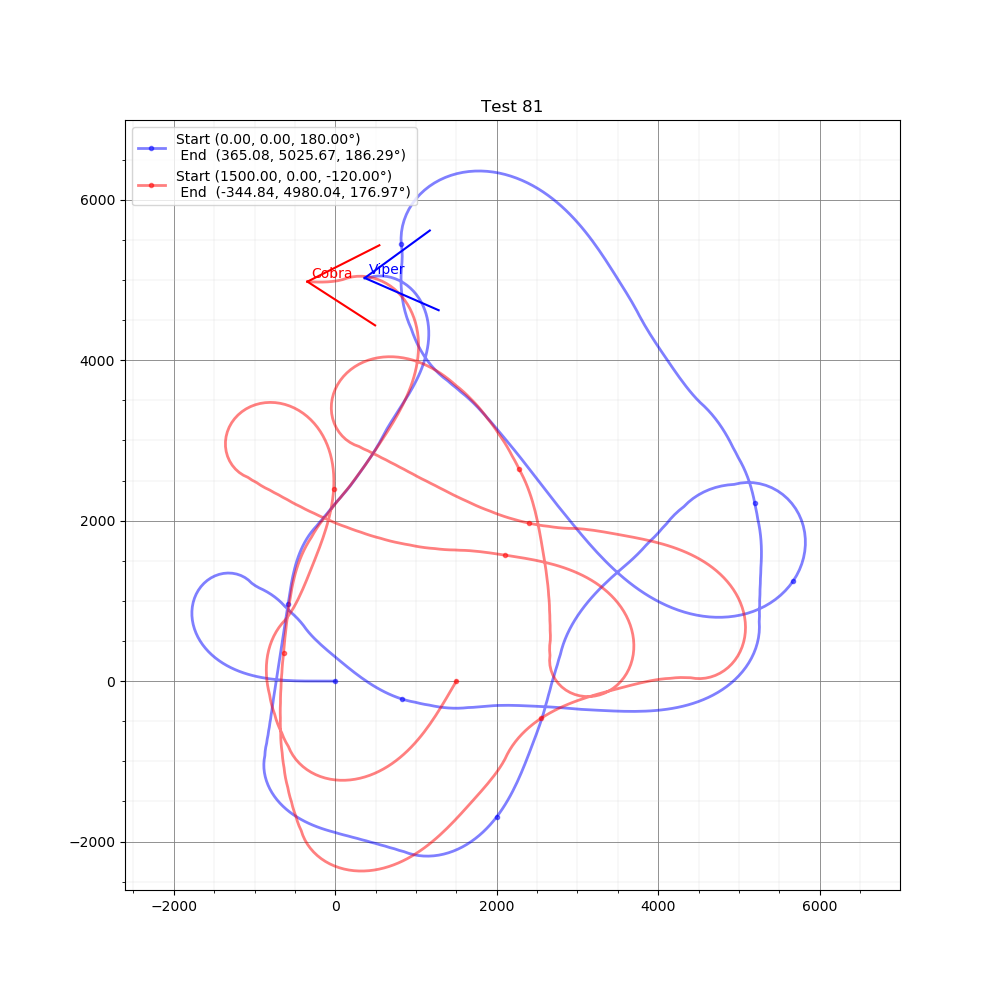 Test 81
Start (0.00, 0.00, 180.00°)
End (365.08, 5025.67, 186.29°)
Start (1500.00, 0.00, -120.00°)
End (-344.84, 4980.04, 176.97°)
6000
Cobra
Viper
4000
2000
0
−2000
−2000
0
2000
4000
6000